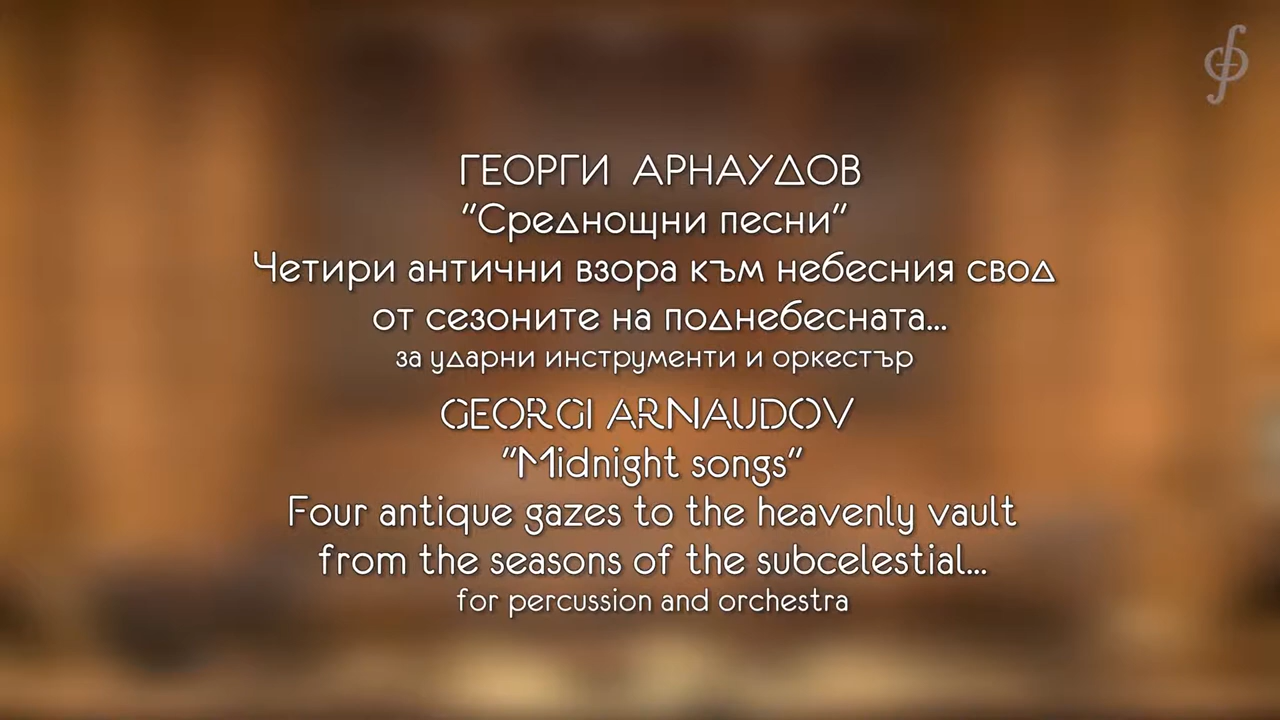 ГЕОРГИ АРНАУДОВ
"Среднощни песни"
Четири антични взора към небесния свод
от сезоните на поднебесната...
за ударни инструменти и оркестър
GEORGI ARNAUDOV
"Midnight songs"
Four antique gazes to the heavenly vault
from the seasons of the subcelestial...
for percussion and orchestra